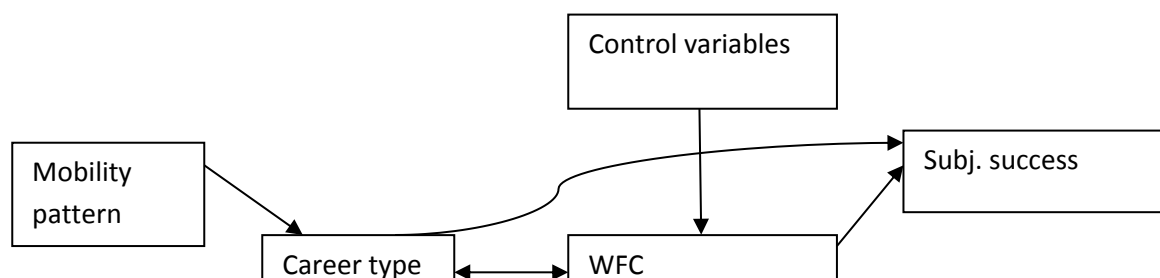 Control variables
Mobility
pattern
Subj. success
Career type
WFC